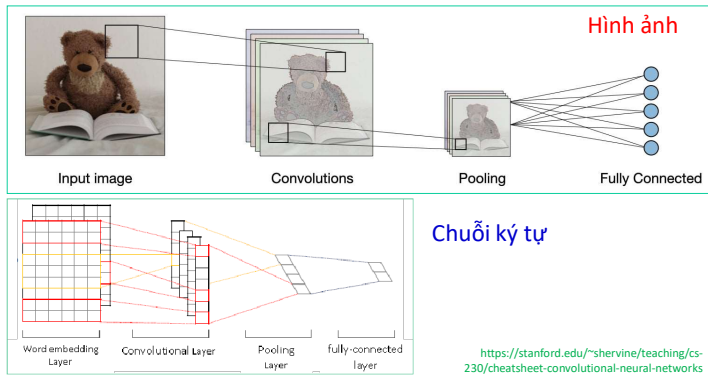 Hình ảnh
Input image
Convolutions
Pooling
Fully Connected
Chuỗi ký tự
Word embedding
Layer
Convolutional Layer
Pooling
Layer
fully-connected
layer
https://stanford.edu/~shervine/teaching/cs-
230/cheatsheet-convolutional-neural-networks